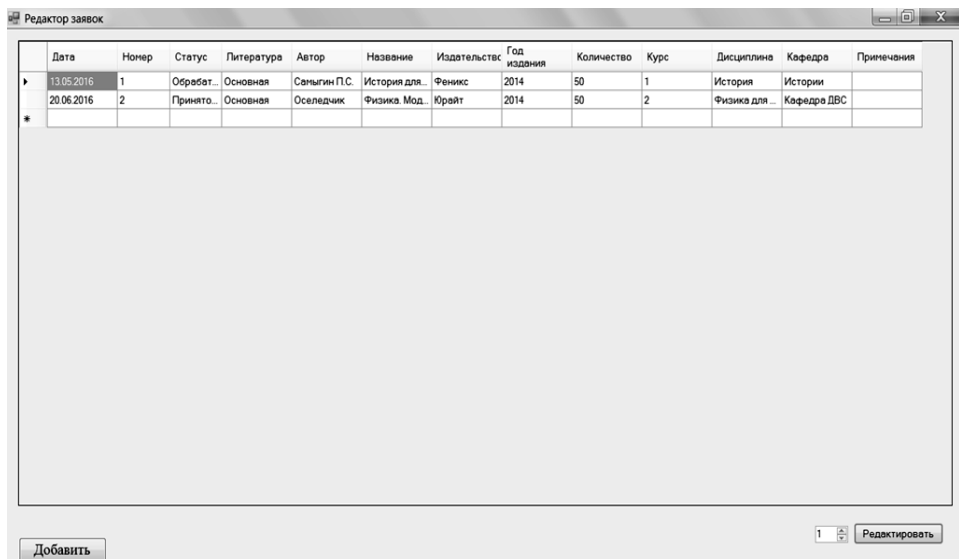 Редактор заявок
Дата Номер Статус Литература Автор Название Издательство Год издания Количество Курс Дисциплина Кафедра Примечания
13.05.2016 1 Обрабат... Основная Самыгин П.С. История для... Феникс 2014 50 1 История Истории
20.06.2016 2 Принято... Основная Оселедчик Физика. Мод... Юрайт 2014 50 2 Физика для ... Кафедра ДВС
1 Редактировать
Добавить